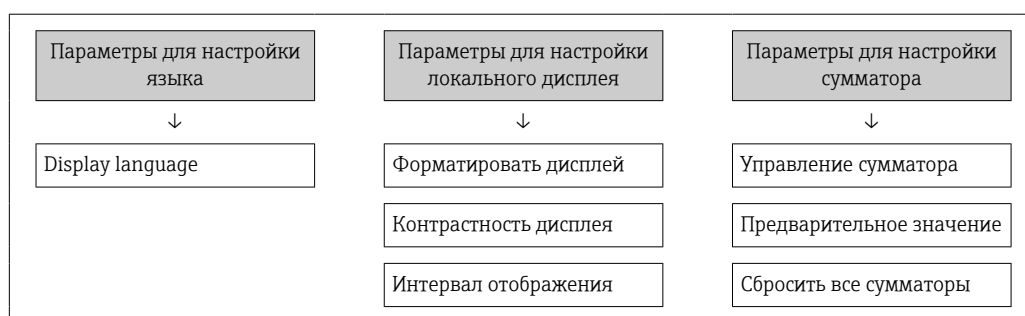 Параметры для настройки
языка
↓
Display language
Параметры для настройки
локального дисплея
↓
Форматировать дисплей
Контрастность дисплея
Интервал отображения
Параметры для настройки
сумматора
↓
Управление сумматора
Предварительное значение
Сбросить все сумматоры